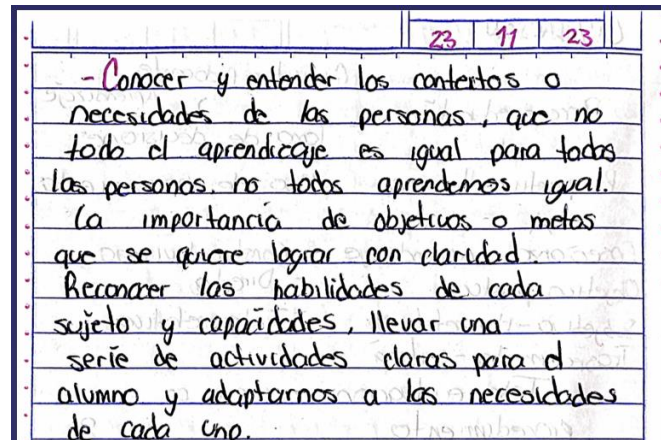 23 11 23
- Conocer y entender los contextos o
necesidades de las personas, que no
todo el aprendizaje es igual para todos
las personas, no todos aprendemos igual.
La importancia de objetivos o metas
que se quiere lograr con claridad.
Reconocer las habilidades de cada
sujeto y capacidades, llevar una
serie de actividades claras para el
alumno y adaptarnos a las necesidades
de cada uno.